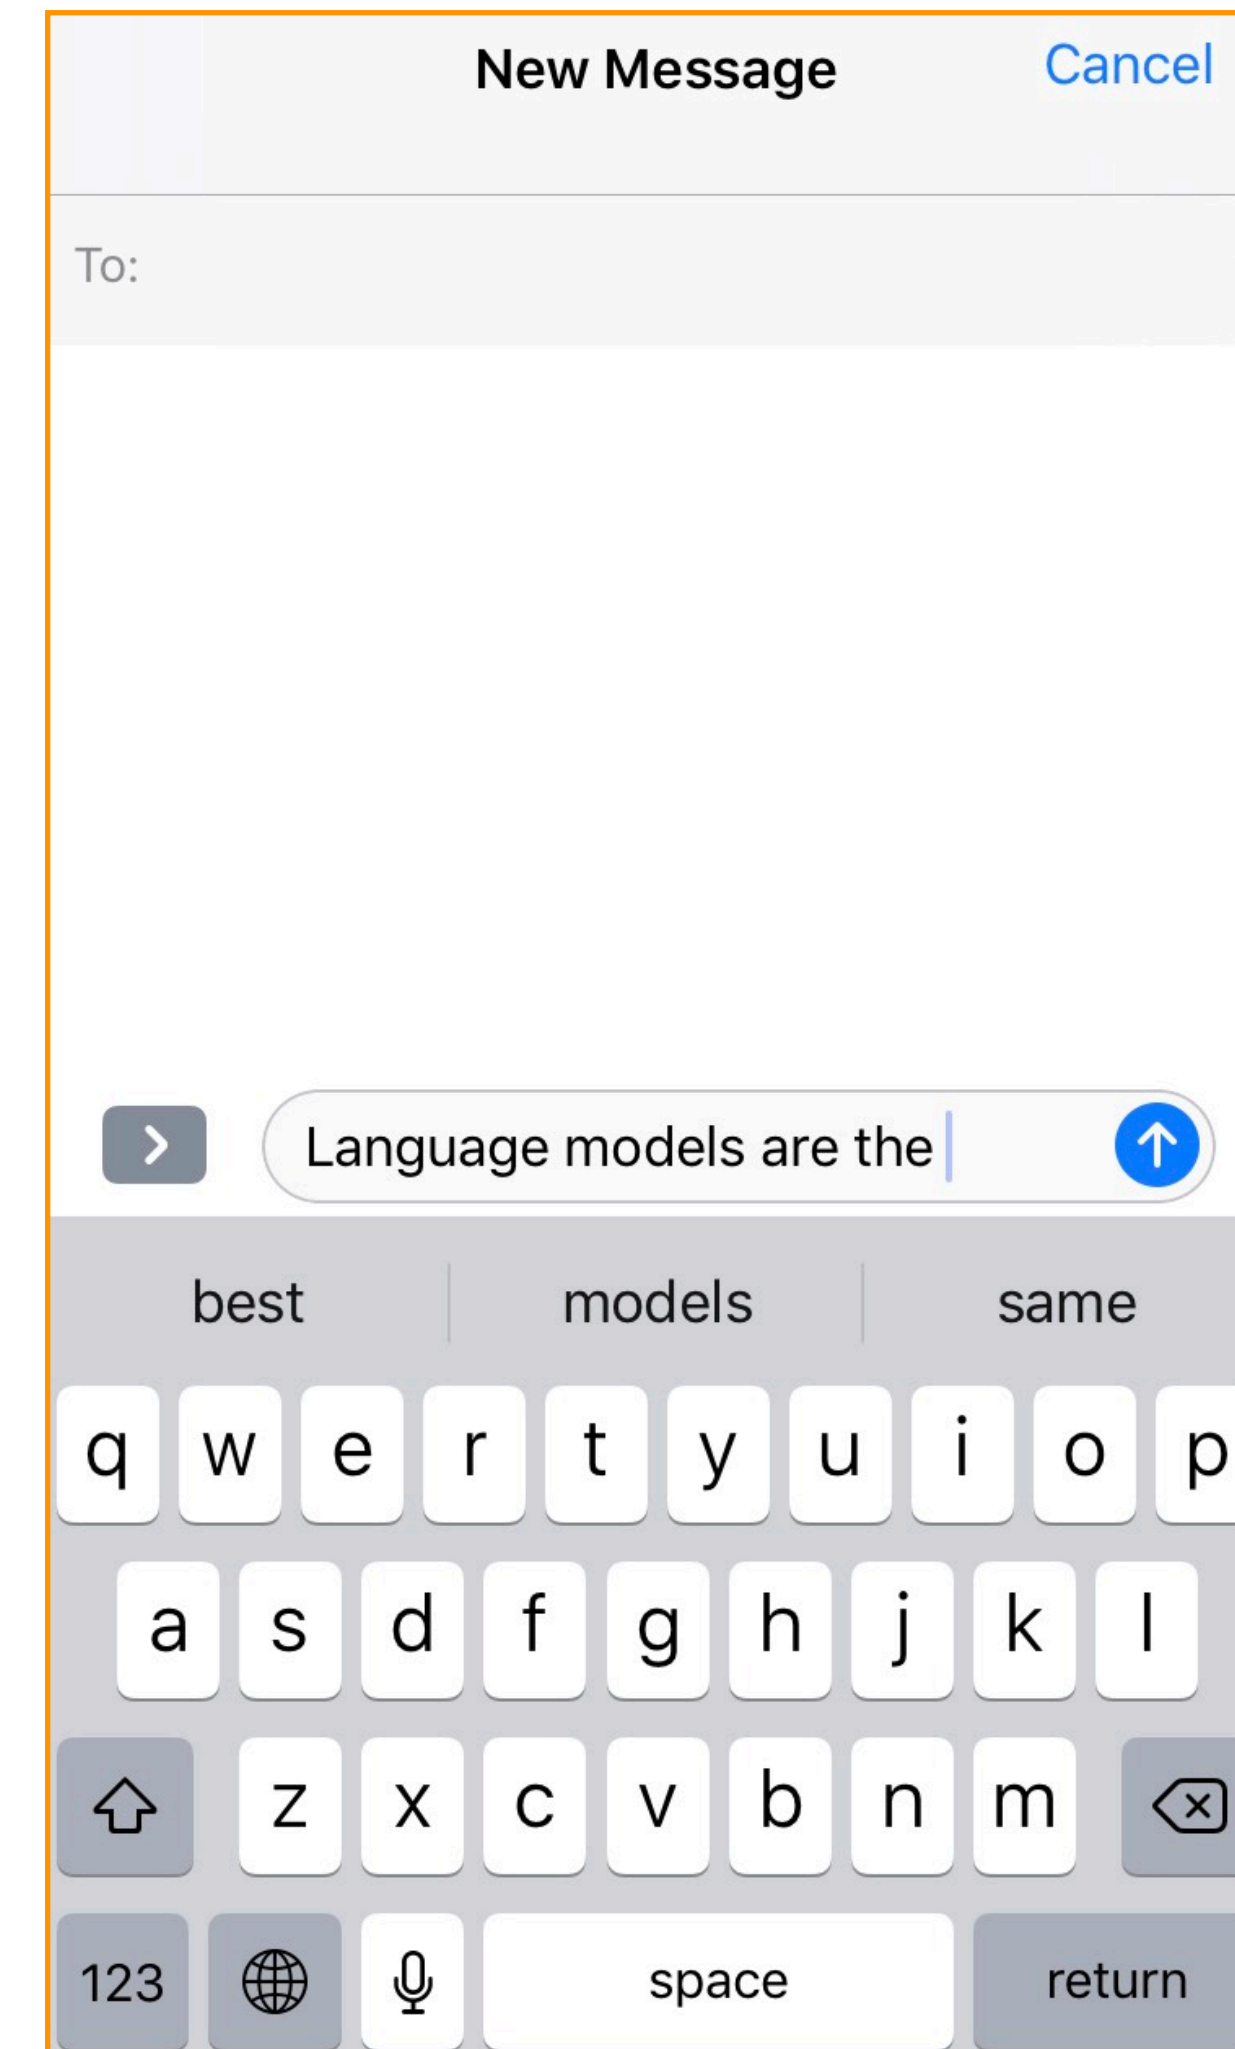 New Message Cancel
To:
Language models are the
best models same
q w e r t y u i o p
a s d f g h j k l
z x c v b n m
123 space return